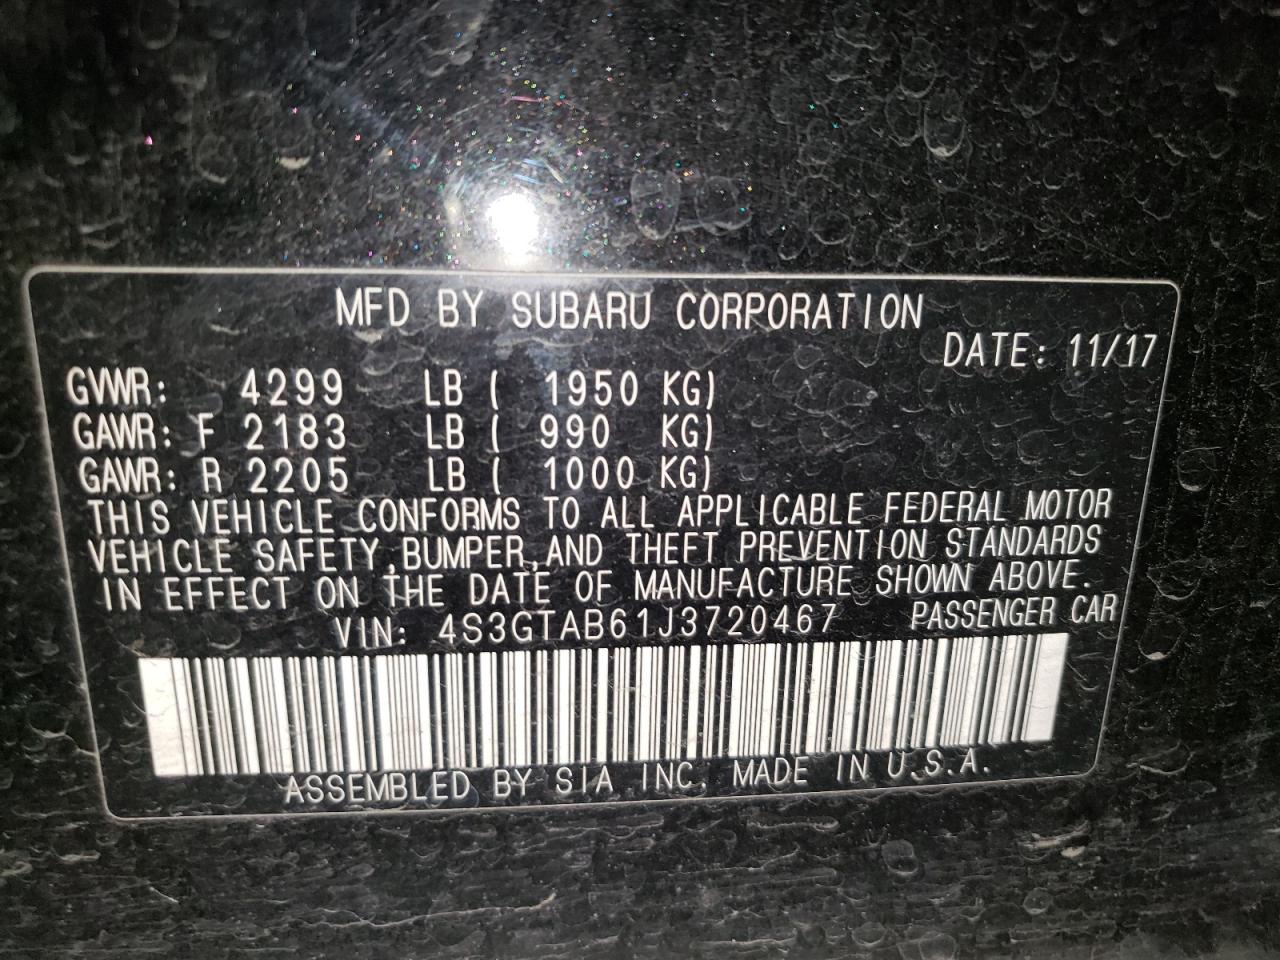 MFD BY SUBARU CORPORATION
DATE: 11/17
GVWR: 4299 LB ( 1950 KG)
GAWR: F 2183 LB ( 990 KG)
GAWR: R 2205 LB ( 1000 KG)
THIS VEHICLE CONFORMS TO ALL APPLICABLE FEDERAL MOTOR
VEHICLE SAFETY,BUMPER,AND THEFT PREVENTION STANDARDS
IN EFFECT ON THE DATE OF MANUFACTURE SHOWN ABOVE.
VIN: 4S3GTAB61J3720467 PASSENGER CAR
ASSEMBLED BY SIA INC. MADE IN U.S.A.